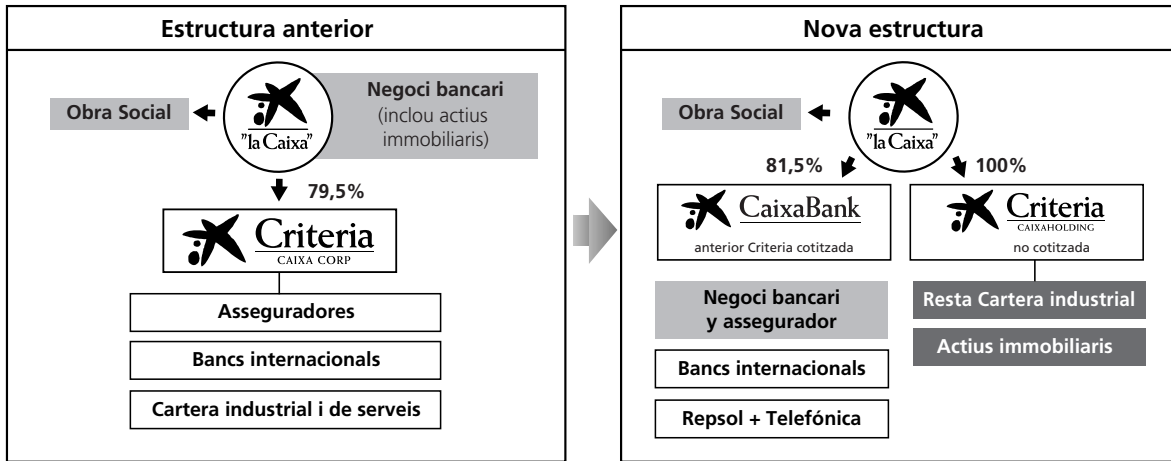 Estructura anterior
Obra Social
"la Caixa"
Negoci bancari
(inclou actius
immobiliaris)
79,5%
Criteria
CAIXA CORP
Asseguradores
Bancs internacionals
Cartera industrial i de serveis
Nova estructura
Obra Social
"la Caixa"
81,5%
100%
CaixaBank
anterior Criteria cotitzada
Criteria
CAIXAHOLDING
no cotitzada
Negoci bancari
y assegurador
Bancs internacionals
Repsol + Telefónica
Resta Cartera industrial
Actius immobiliaris